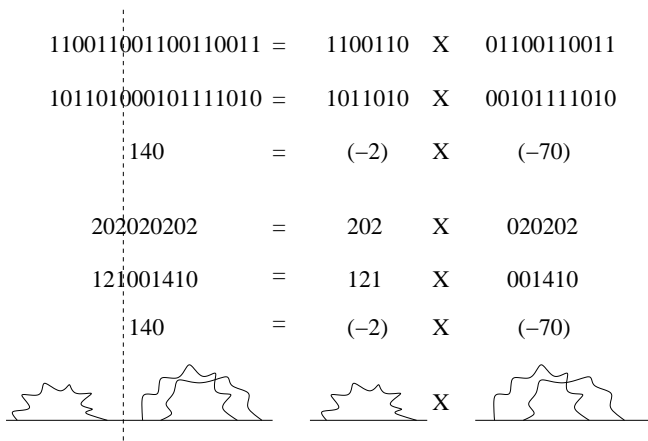 110011001100110011 = 1100110 X 01100110011
101101000101111010 = 1011010 X 00101111010
140 = (−2) X (−70)
202020202 = 202 X 020202
121001410 = 121 X 001410
140 = (−2) X (−70)
X